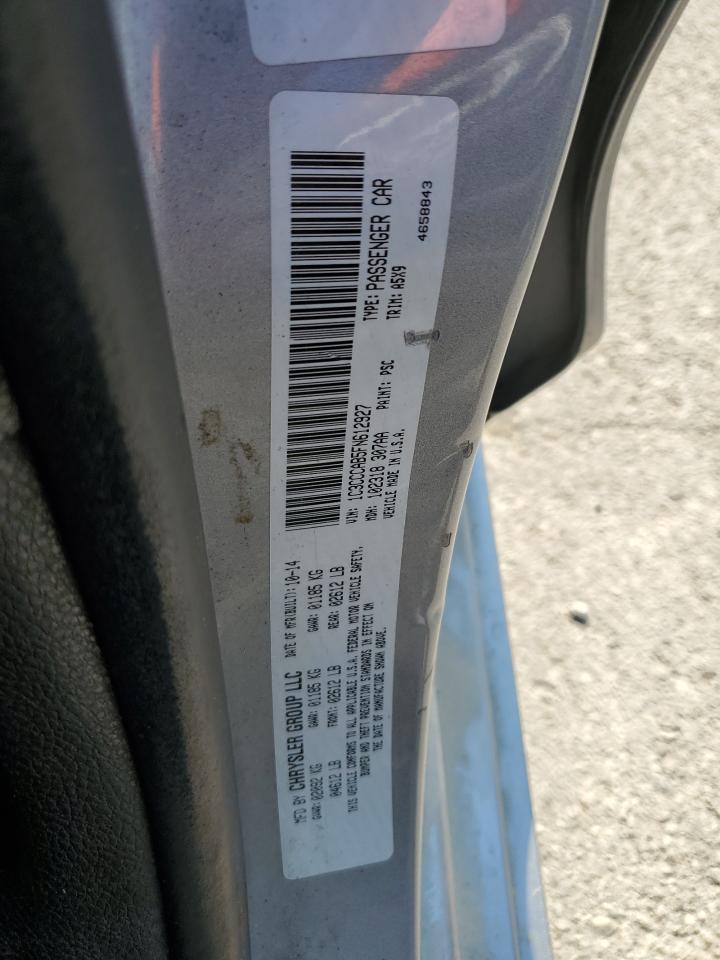 MFD BY CHRYSLER GROUP LLC
DATE OF MFR(BUILT): 10-14
GVWR: 02092 KG
GAWR: 01185 KG
GAWR: 01185 KG
04612 LB
FRONT: 02612 LB
REAR: 02612 LB
THIS VEHICLE CONFORMS TO ALL APPLICABLE U.S.A. FEDERAL MOTOR VEHICLE SAFETY,
BUMPER AND THEFT PREVENTION STANDARDS IN EFFECT ON
THE DATE OF MANUFACTURE SHOWN ABOVE.
VIN: 1C3CCCAB5FN612927
TYPE: PASSENGER CAR
MDH: 102318 307AA
PAINT: PSC
TRIM: A5X9
VEHICLE MADE IN U.S.A.
4658843